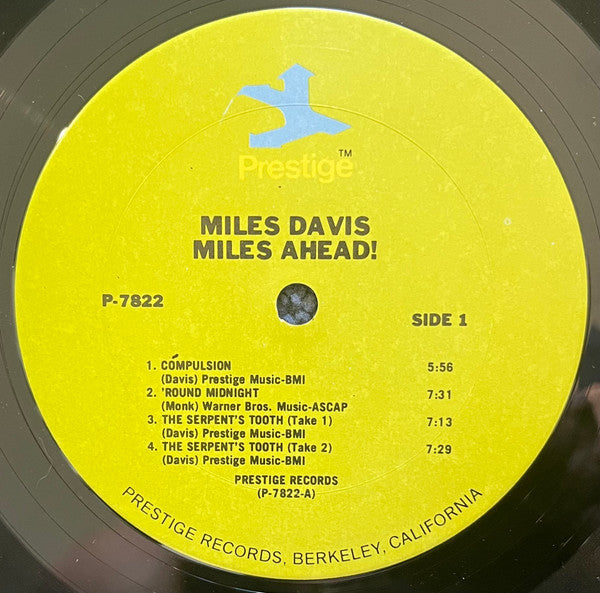 Prestige™
MILES DAVIS
MILES AHEAD!
P-7822
SIDE 1
1. COMPULSION 5:56
(Davis) Prestige Music-BMI
2. 'ROUND MIDNIGHT 7:31
(Monk) Warner Bros. Music-ASCAP
3. THE SERPENT'S TOOTH (Take 1) 7:13
(Davis) Prestige Music-BMI
4. THE SERPENT'S TOOTH (Take 2) 7:29
(Davis) Prestige Music-BMI
PRESTIGE RECORDS
(P-7822-A)
PRESTIGE RECORDS, BERKELEY, CALIFORNIA